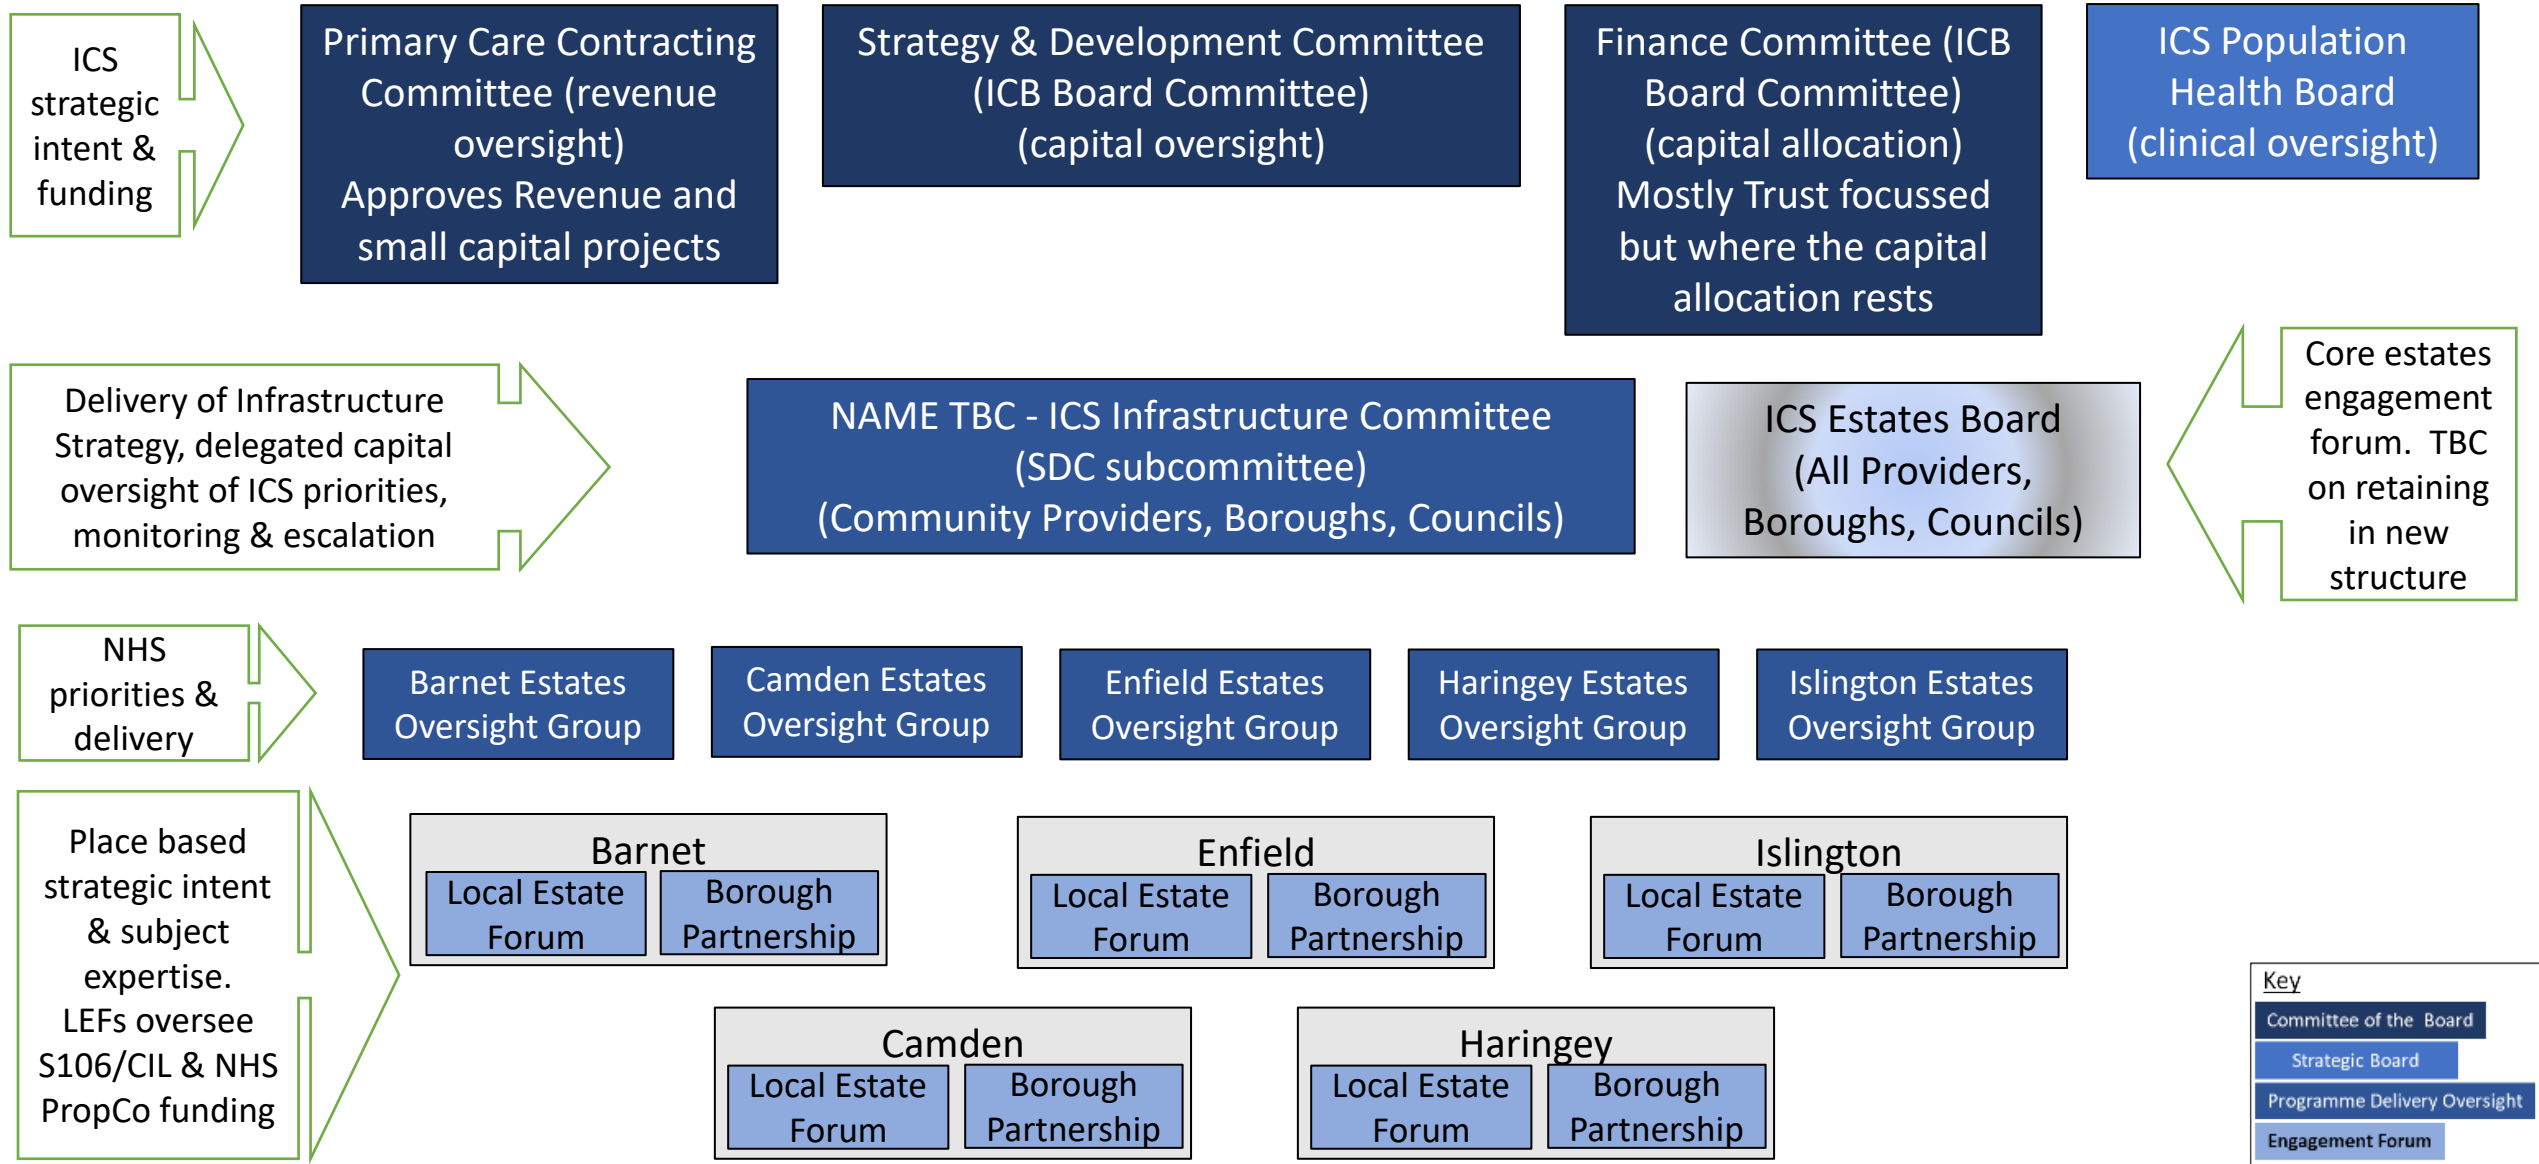 ICS
strategic
intent &
funding
Primary Care Contracting
Committee (revenue
oversight)
Approves Revenue and
small capital projects
Strategy & Development Committee
(ICB Board Committee)
(capital oversight)
Finance Committee (ICB
Board Committee)
(capital allocation)
Mostly Trust focussed
but where the capital
allocation rests
ICS Population
Health Board
(clinical oversight)
Delivery of Infrastructure
Strategy, delegated capital
oversight of ICS priorities,
monitoring & escalation
NAME TBC - ICS Infrastructure Committee
(SDC subcommittee)
(Community Providers, Boroughs, Councils)
ICS Estates Board
(All Providers,
Boroughs, Councils)
Core estates
engagement
forum.  TBC
on retaining
in new
structure
NHS
priorities &
delivery
Barnet Estates
Oversight Group
Camden Estates
Oversight Group
Enfield Estates
Oversight Group
Haringey Estates
Oversight Group
Islington Estates
Oversight Group
Place based
strategic intent
& subject
expertise.
LEFs oversee
S106/CIL & NHS
PropCo funding
Barnet
Local Estate
Forum
Borough
Partnership
Enfield
Local Estate
Forum
Borough
Partnership
Islington
Local Estate
Forum
Borough
Partnership
Camden
Local Estate
Forum
Borough
Partnership
Haringey
Local Estate
Forum
Borough
Partnership
Key
Committee of the Board
Strategic Board
Programme Delivery Oversight
Engagement Forum